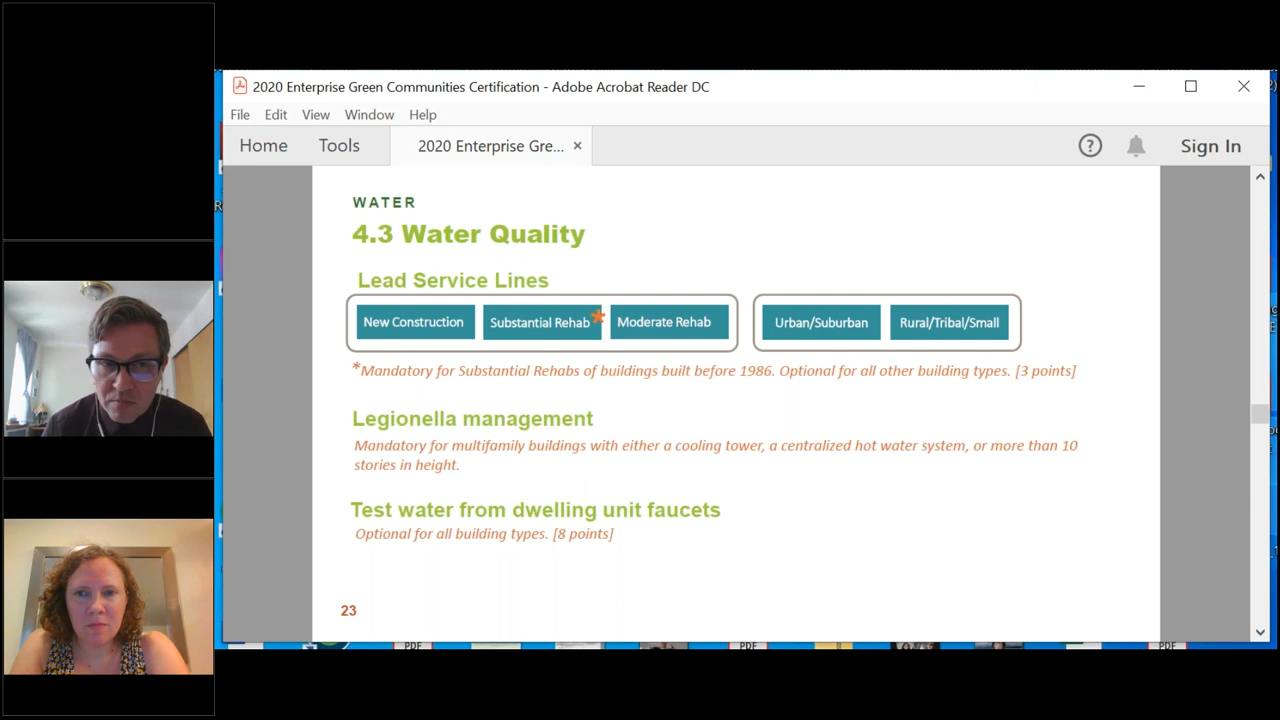 2020 Enterprise Green Communities Certification - Adobe Acrobat Reader DC
File Edit View Window Help
Home Tools 2020 Enterprise Gre... × ? Sign In
WATER
4.3 Water Quality
Lead Service Lines
New Construction Substantial Rehab* Moderate Rehab Urban/Suburban Rural/Tribal/Small
*Mandatory for Substantial Rehabs of buildings built before 1986. Optional for all other building types. [3 points]
Legionella management
Mandatory for multifamily buildings with either a cooling tower, a centralized hot water system, or more than 10
stories in height.
Test water from dwelling unit faucets
Optional for all building types. [8 points]
23
PDF PDF PDF